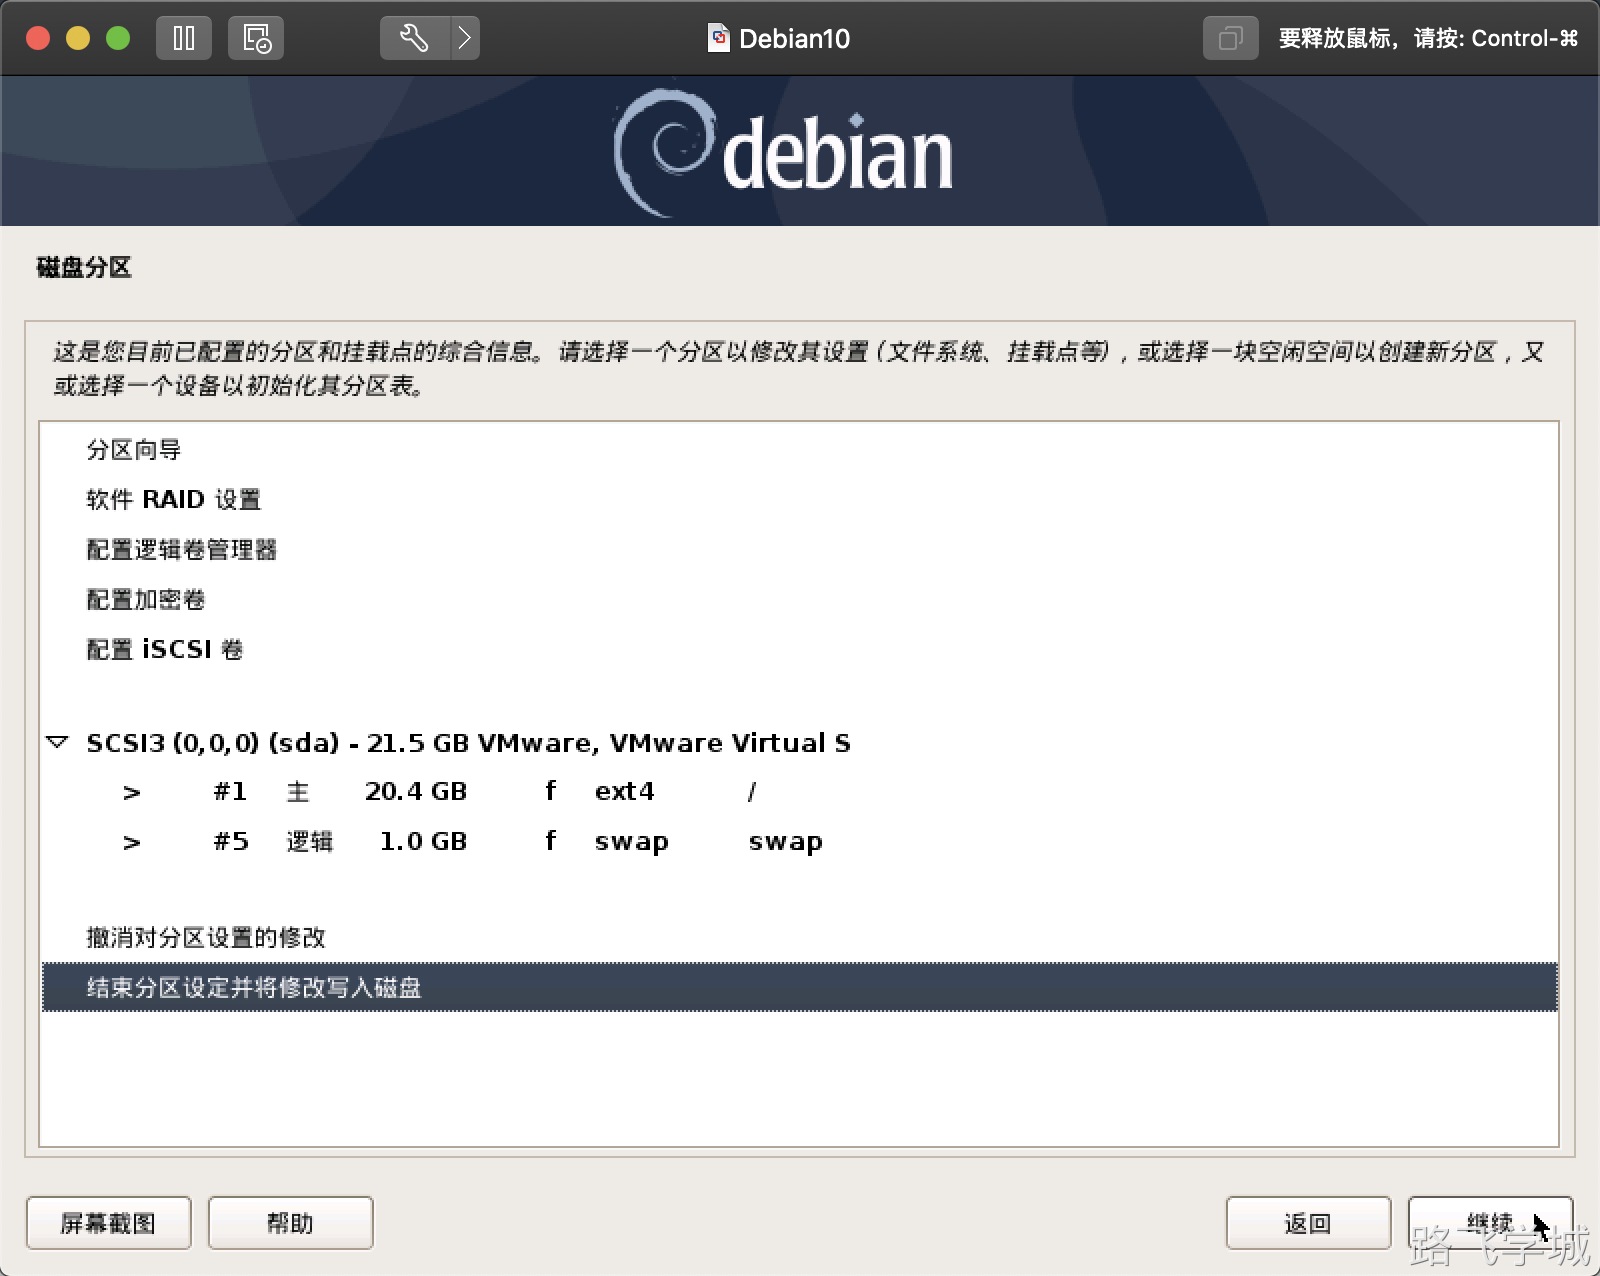 Debian10
要释放鼠标，请按: Control-⌘
debian
磁盘分区
这是您目前已配置的分区和挂载点的综合信息。请选择一个分区以修改其设置 (文件系统、挂载点等)，或选择一块空闲空间以创建新分区，又
或选择一个设备以初始化其分区表。
分区向导
软件 RAID 设置
配置逻辑卷管理器
配置加密卷
配置 iSCSI 卷
SCSI3 (0,0,0) (sda) - 21.5 GB VMware, VMware Virtual S
> #1 主 20.4 GB f ext4 /
> #5 逻辑 1.0 GB f swap swap
撤消对分区设置的修改
结束分区设定并将修改写入磁盘
屏幕截图 帮助 返回 继续
路飞学城